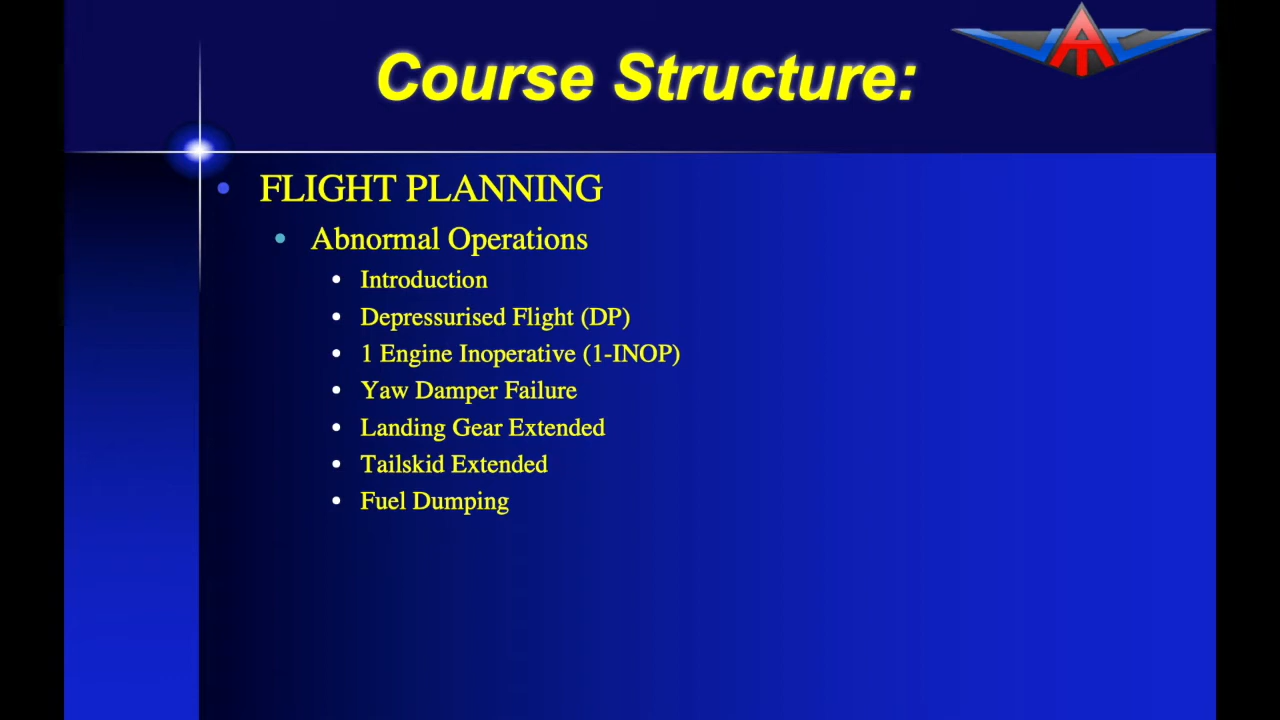 Course Structure:
FLIGHT PLANNING
Abnormal Operations
Introduction
Depressurised Flight (DP)
1 Engine Inoperative (1-INOP)
Yaw Damper Failure
Landing Gear Extended
Tailskid Extended
Fuel Dumping